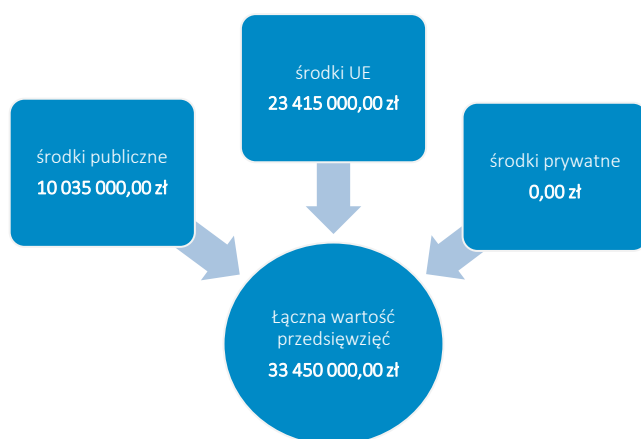 środki publiczne
10 035 000,00 zł
środki UE
23 415 000,00 zł
środki prywatne
0,00 zł
Łączna wartość
przedsięwzięć
33 450 000,00 zł